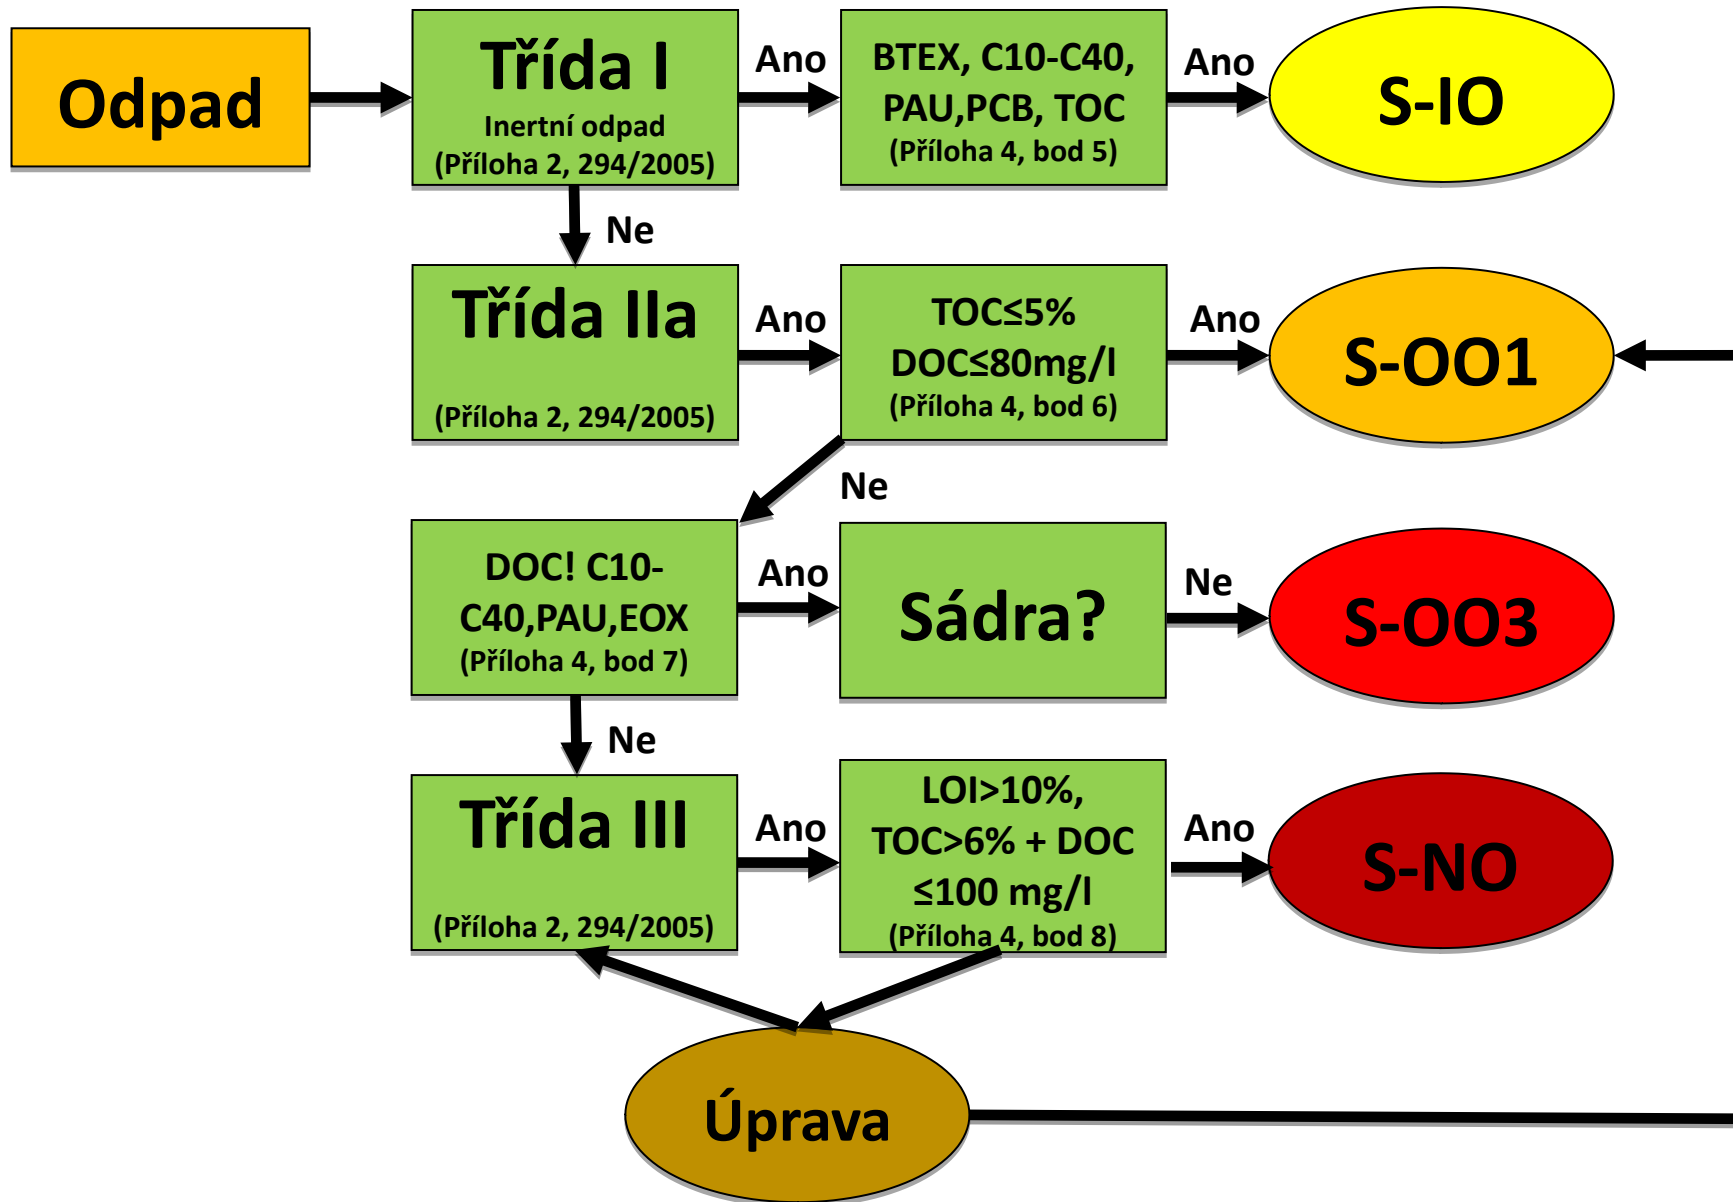 Odpad
Třída I
Inertní odpad
(Příloha 2, 294/2005)
Ano
BTEX, C10-C40,
PAU,PCB, TOC
(Příloha 4, bod 5)
Ano
S-IO
Ne
Třída IIa
(Příloha 2, 294/2005)
Ano
TOC≤5%
DOC≤80mg/l
(Příloha 4, bod 6)
Ano
S-OO1
Ne
DOC! C10-
C40,PAU,EOX
(Příloha 4, bod 7)
Ano
Sádra?
Ne
S-OO3
Ne
Třída III
(Příloha 2, 294/2005)
Ano
LOI>10%,
TOC>6% + DOC
≤100 mg/l
(Příloha 4, bod 8)
Ano
S-NO
Úprava